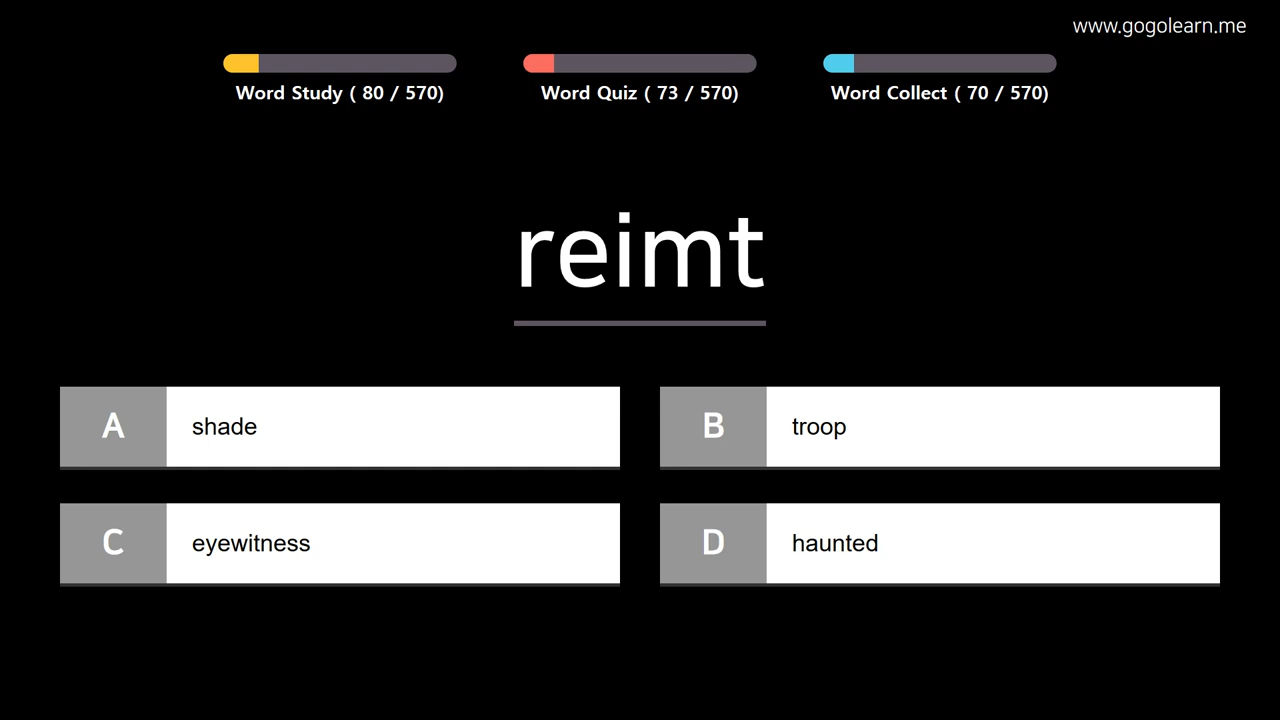 www.gogolearn.me
Word Study ( 80 / 570)
Word Quiz ( 73 / 570)
Word Collect ( 70 / 570)
reimt
A shade
B troop
C eyewitness
D haunted